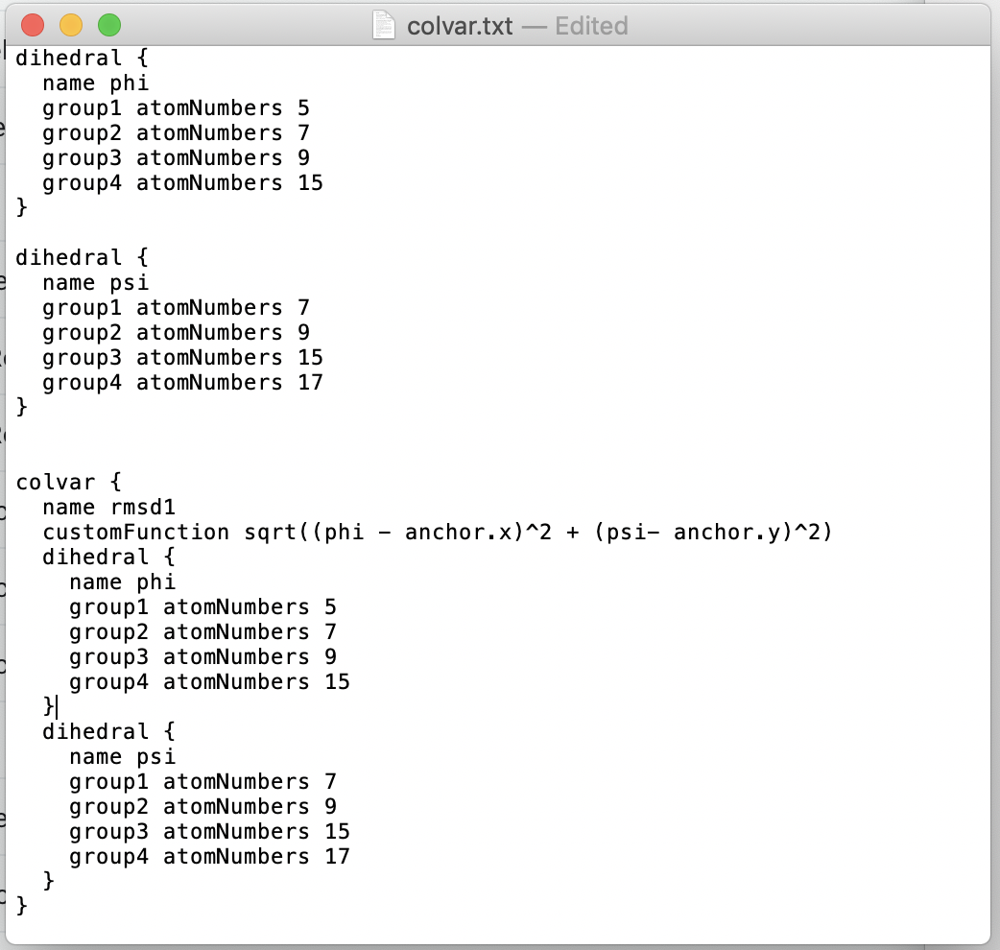 colvar.txt — Edited
dihedral {
  name phi
  group1 atomNumbers 5
  group2 atomNumbers 7
  group3 atomNumbers 9
  group4 atomNumbers 15
}

dihedral {
  name psi
  group1 atomNumbers 7
  group2 atomNumbers 9
  group3 atomNumbers 15
  group4 atomNumbers 17
}


colvar {
  name rmsd1
  customFunction sqrt((phi - anchor.x)^2 + (psi- anchor.y)^2)
  dihedral {
    name phi
    group1 atomNumbers 5
    group2 atomNumbers 7
    group3 atomNumbers 9
    group4 atomNumbers 15
  }
  dihedral {
    name psi
    group1 atomNumbers 7
    group2 atomNumbers 9
    group3 atomNumbers 15
    group4 atomNumbers 17
  }
}